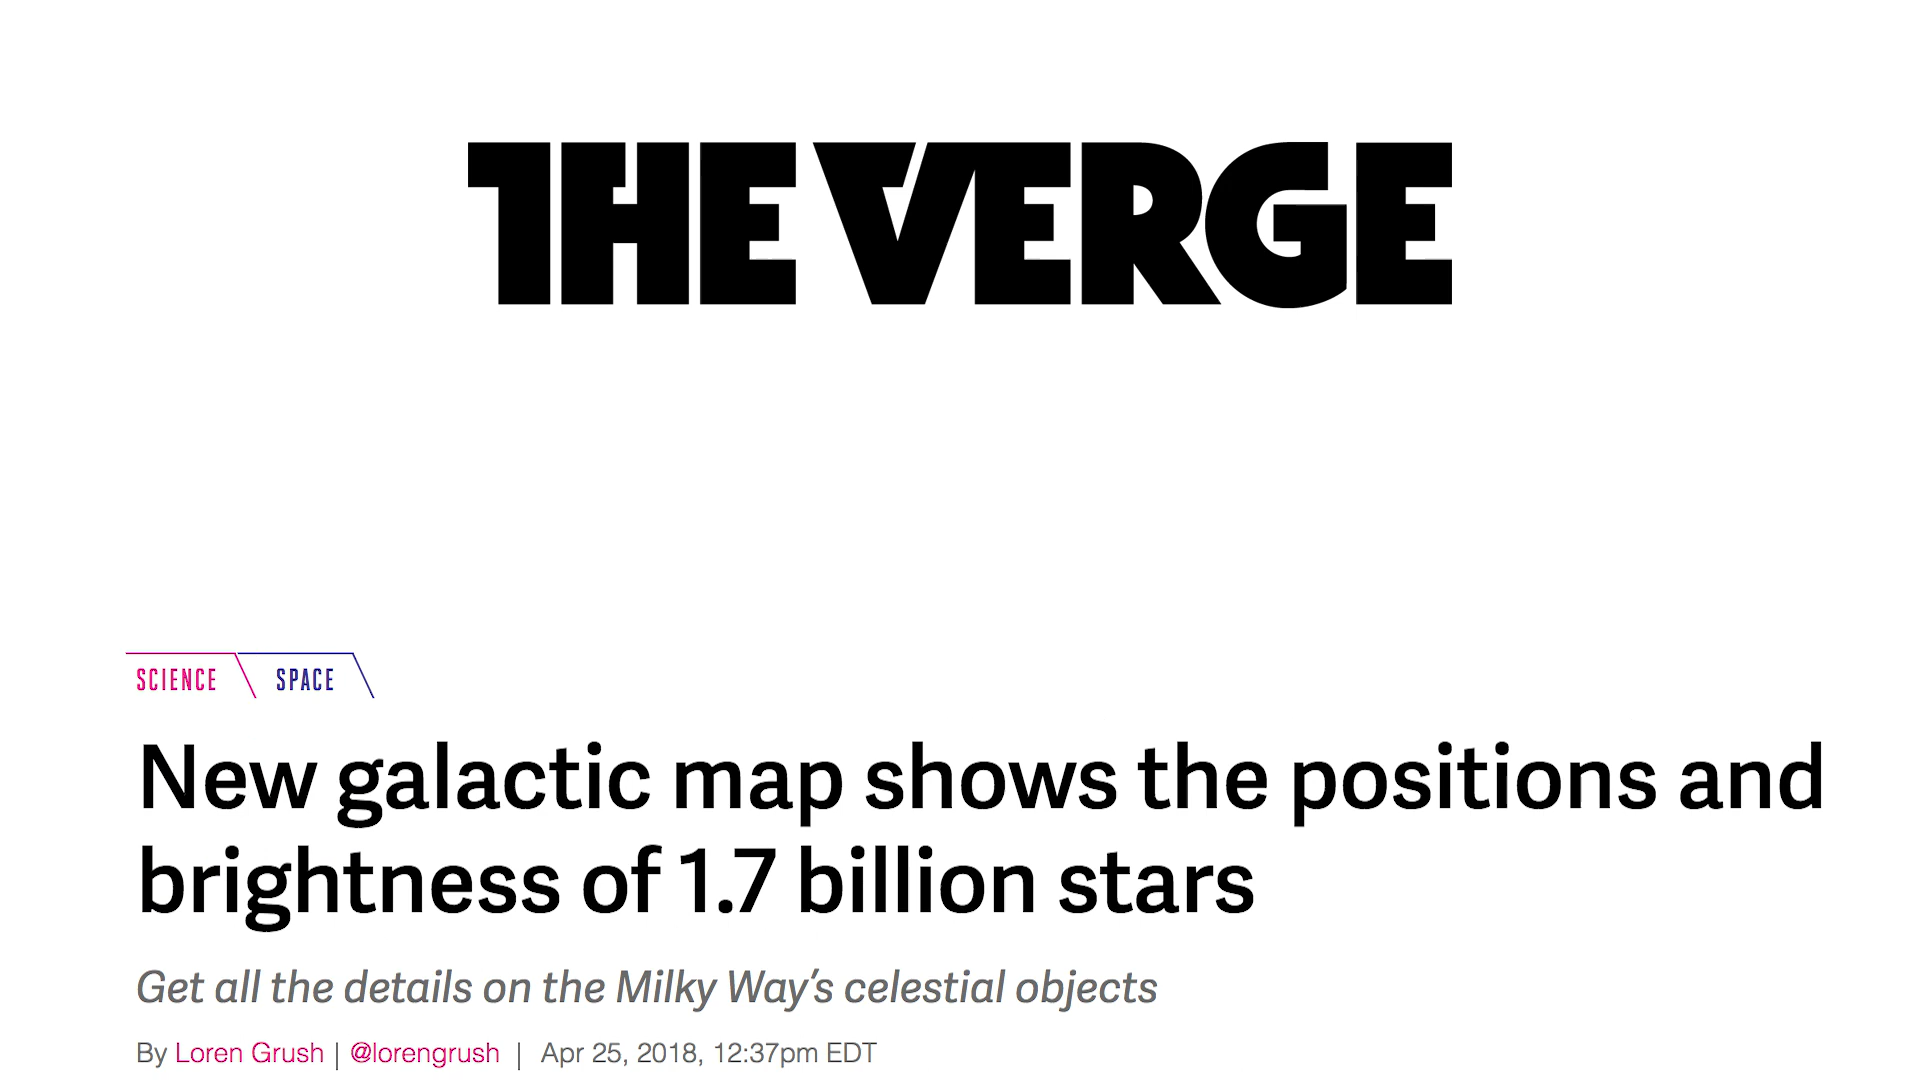 THE VERGE
SCIENCE SPACE
New galactic map shows the positions and
brightness of 1.7 billion stars
Get all the details on the Milky Way’s celestial objects
By Loren Grush | @lorengrush | Apr 25, 2018, 12:37pm EDT